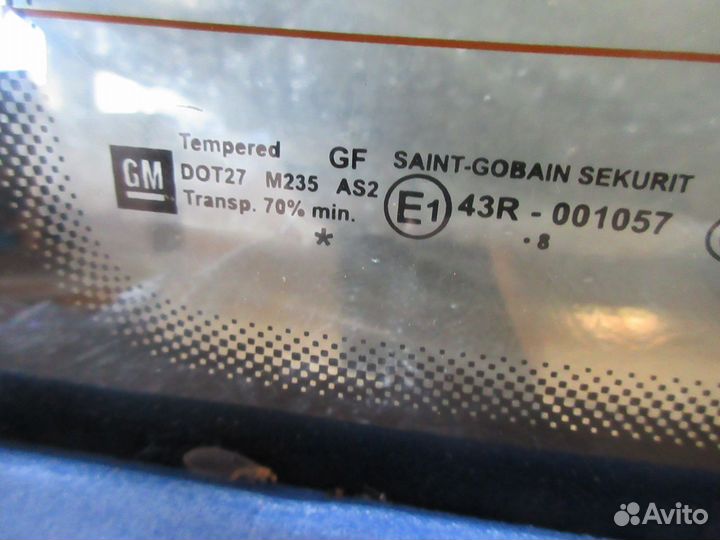 GM
Tempered GF SAINT-GOBAIN SEKURIT
DOT27 M235 AS2
Transp. 70% min.
E1 43R - 001057
* .8
Avito